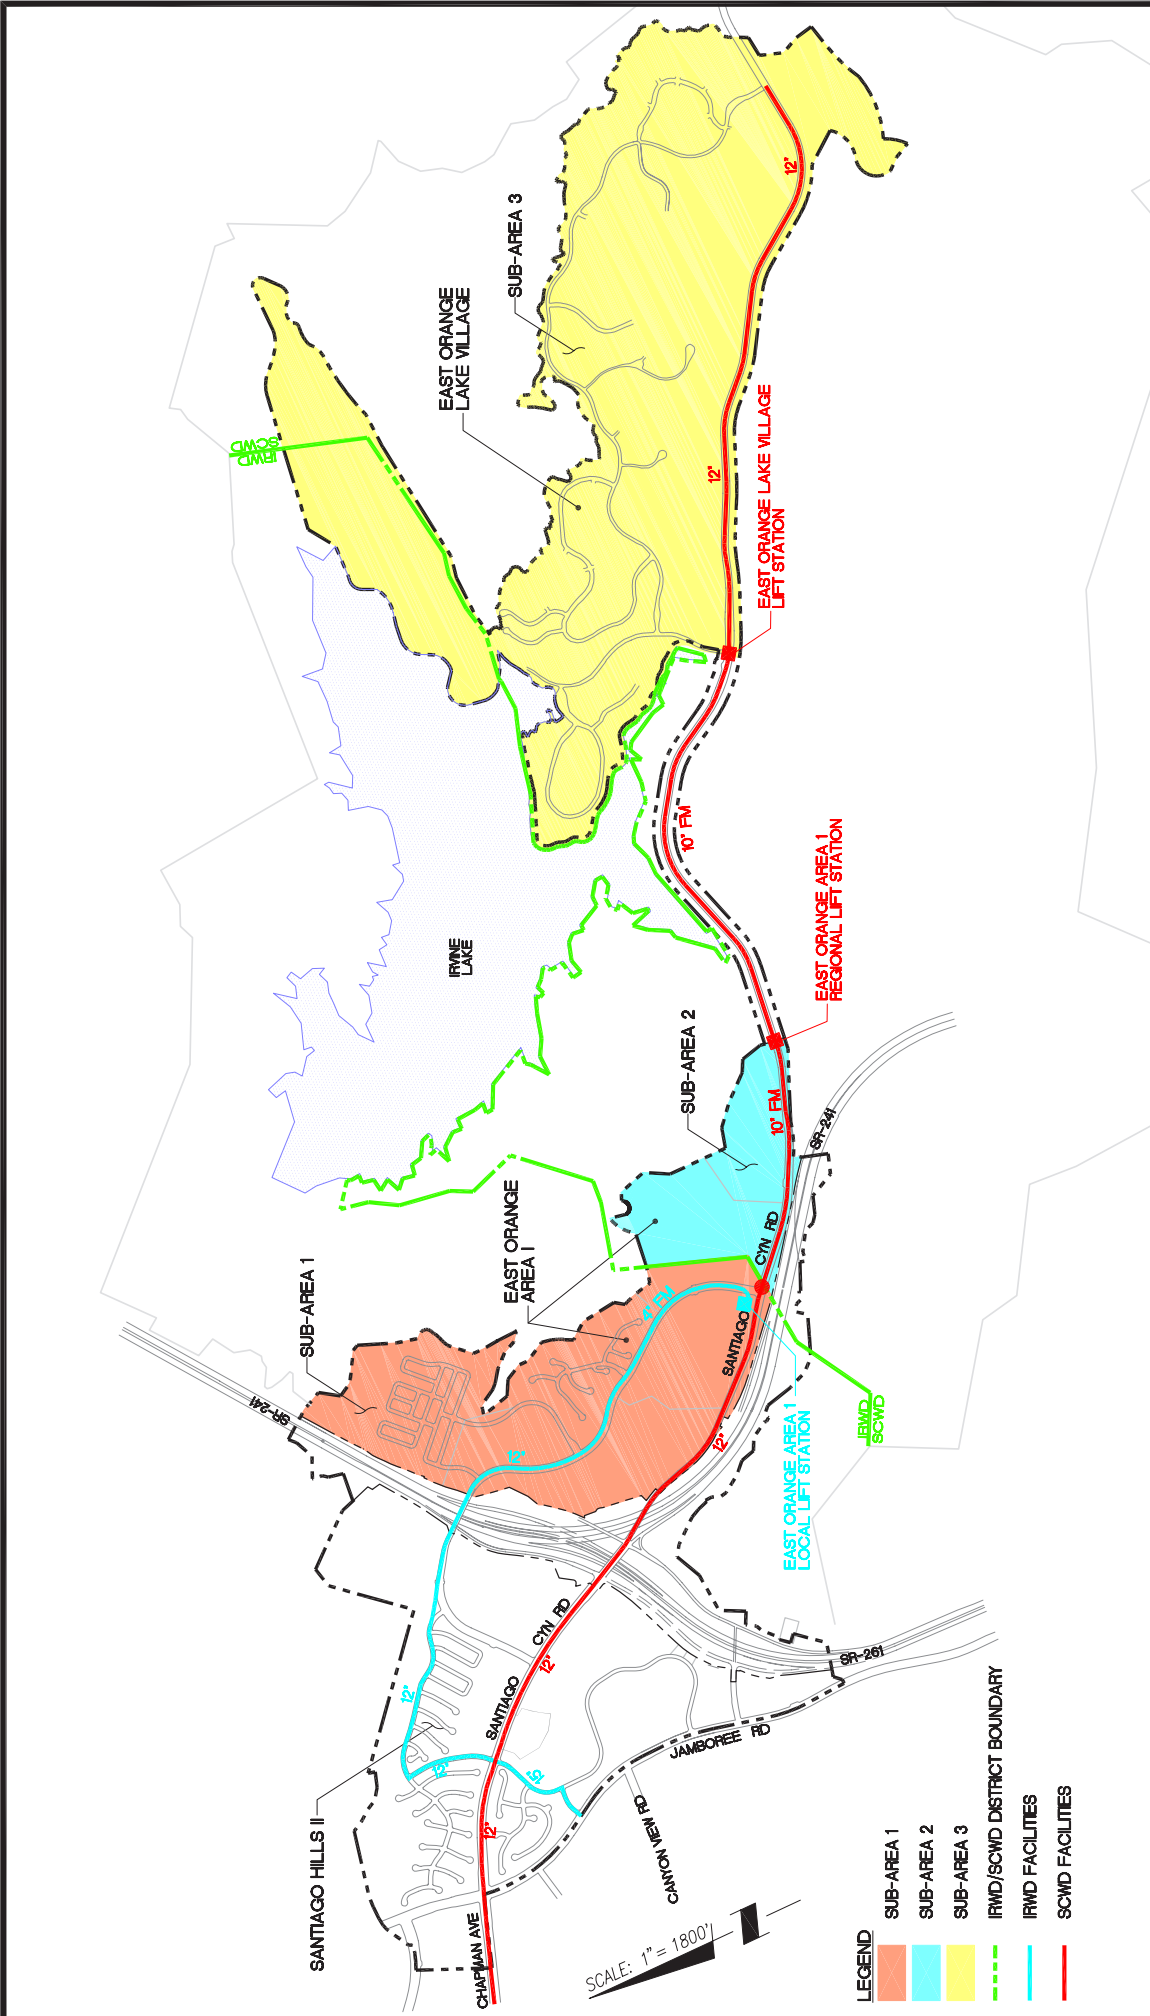 SUB-AREA 3
EAST ORANGE
LAKE VILLAGE
12"
SCWD
IRWD
12"
EAST ORANGE LAKE VILLAGE
LIFT STATION
10" FM
EAST ORANGE AREA 1
REGIONAL LIFT STATION
IRVINE
LAKE
SUB-AREA 2
10" FM
SR-241
EAST ORANGE
AREA I
CYN RD
SUB-AREA 1
4" FM
SANTIAGO
SR-241
IRWD
SCWD
12"
12"
EAST ORANGE AREA 1
LOCAL LIFT STATION
CYN RD
12"
SANTIAGO
12"
SR-261
JAMBOREE RD
12"
15"
SANTIAGO HILLS II
12"
CANYON VIEW RD
CHAPMAN AVE
SCALE: 1" = 1800'
LEGEND
SUB-AREA 1
SUB-AREA 2
SUB-AREA 3
IRWD/SCWD DISTRICT BOUNDARY
IRWD FACILITIES
SCWD FACILITIES